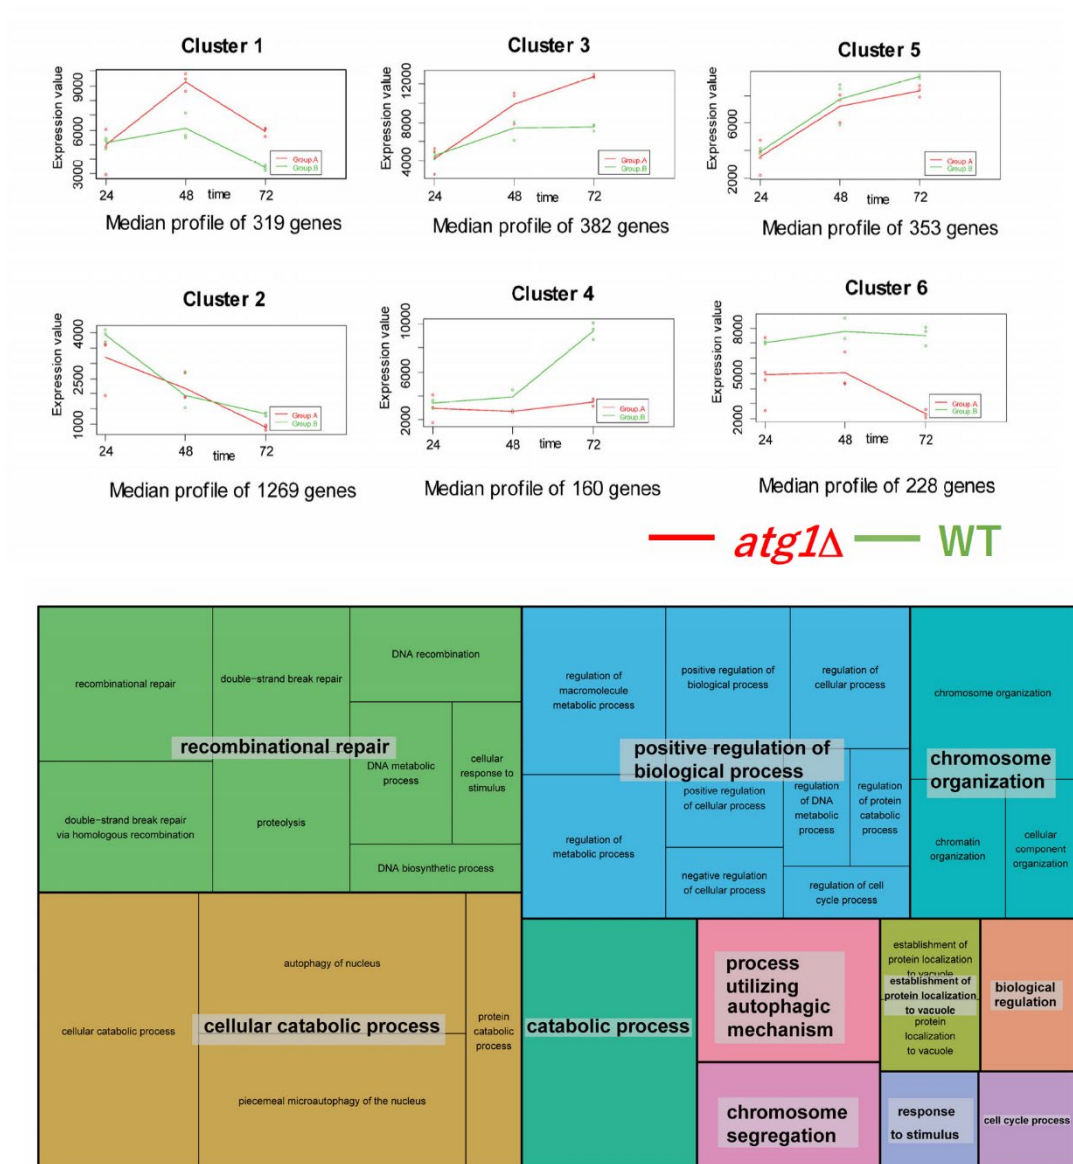 Cluster 1
Expression value
9000
6000
3000
24
48
72
time
Group.A
Group.B
Median profile of 319 genes
Cluster 3
Expression value
12000
8000
4000
24
48
72
time
Group.A
Group.B
Median profile of 382 genes
Cluster 5
Expression value
6000
2000
24
48
72
time
Group.A
Group.B
Median profile of 353 genes
Cluster 2
Expression value
4000
2500
1000
24
48
72
time
Group.A
Group.B
Median profile of 1269 genes
Cluster 4
Expression value
10000
6000
2000
24
48
72
time
Group.A
Group.B
Median profile of 160 genes
Cluster 6
Expression value
8000
5000
2000
24
48
72
time
Group.A
Group.B
Median profile of 228 genes
atg1Δ
WT
recombinational repair
double−strand break repair
DNA recombination
recombinational repair
DNA metabolic
process
cellular
response to
stimulus
double−strand break repair
via homologous recombination
proteolysis
DNA biosynthetic process
regulation of
macromolecule
metabolic process
positive regulation of
biological process
regulation of
cellular process
positive regulation of
biological process
regulation of
metabolic process
positive regulation
of cellular process
regulation
of DNA
metabolic
process
regulation
of protein
catabolic
process
negative regulation
of cellular process
regulation of cell
cycle process
chromosome organization
chromosome
organization
chromatin
organization
cellular
component
organization
cellular catabolic process
autophagy of nucleus
cellular catabolic process
protein
catabolic
process
piecemeal microautophagy of the nucleus
catabolic process
process
utilizing
autophagic
mechanism
chromosome
segregation
establishment of
protein localization
to vacuole
establishment of
protein localization
to vacuole
protein
localization
to vacuole
biological
regulation
response
to stimulus
cell cycle process